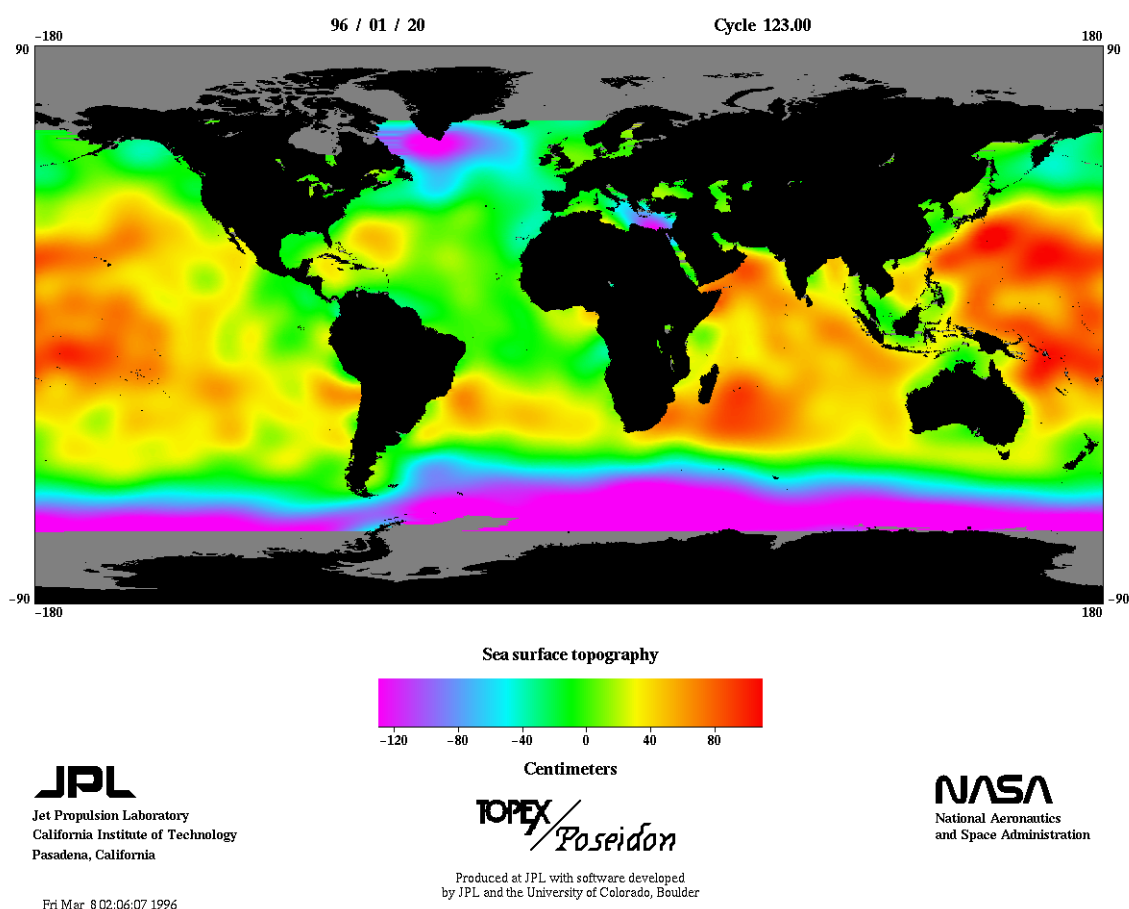 96 / 01 / 20
Cycle 123.00
-180
180
90
90
-90
-90
-180
180
Sea surface topography
-120 -80 -40 0 40 80
Centimeters
JPL
Jet Propulsion Laboratory
California Institute of Technology
Pasadena, California
TOPEX/
Poseidon
NASA
National Aeronautics
and Space Administration
Produced at JPL with software developed
by JPL and the University of Colorado, Boulder
Fri Mar 8 02:06:07 1996